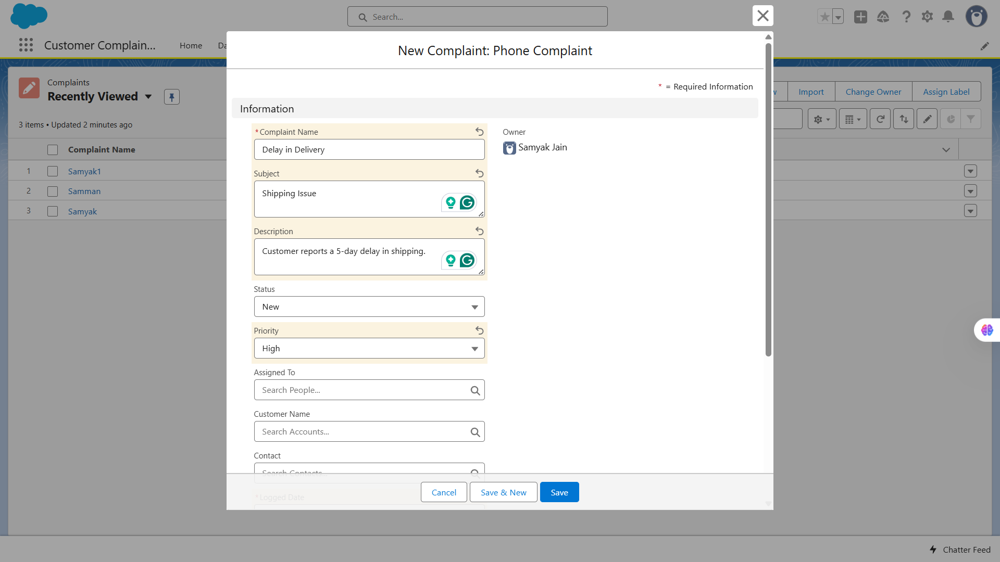 Search...
Customer Complain...
Home
Da
Complaints
Recently Viewed
3 items • Updated 2 minutes ago
Import
Change Owner
Assign Label
Complaint Name
1
Samyak1
2
Samman
3
Samyak
New Complaint: Phone Complaint
* = Required Information
Information
*Complaint Name
Delay in Delivery
Owner
Samyak Jain
Subject
Shipping Issue
Description
Customer reports a 5-day delay in shipping.
Status
New
Priority
High
Assigned To
Search People...
Customer Name
Search Accounts...
Contact
Search Contacts...
*Logged Date
Cancel
Save & New
Save
Chatter Feed